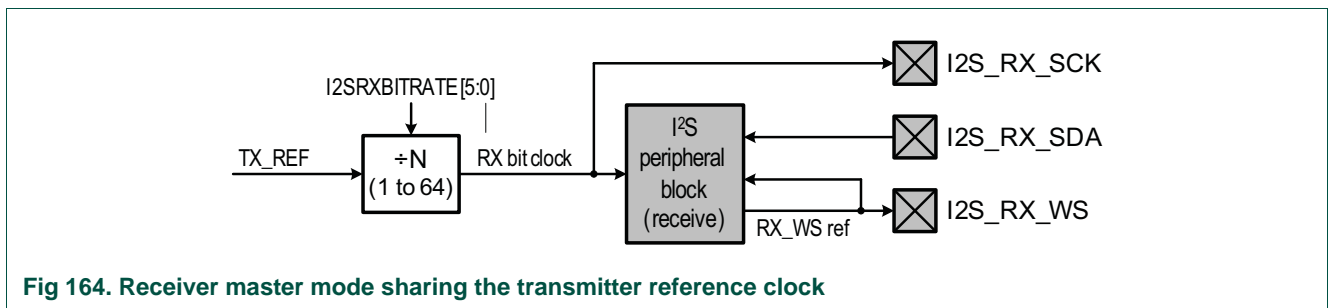 I2S_RX_SCK
I2SRXBITRATE[5:0]
TX_REF
÷N
(1 to 64)
RX bit clock
I²S
peripheral
block
(receive)
I2S_RX_SDA
RX_WS ref
I2S_RX_WS
Fig 164. Receiver master mode sharing the transmitter reference clock